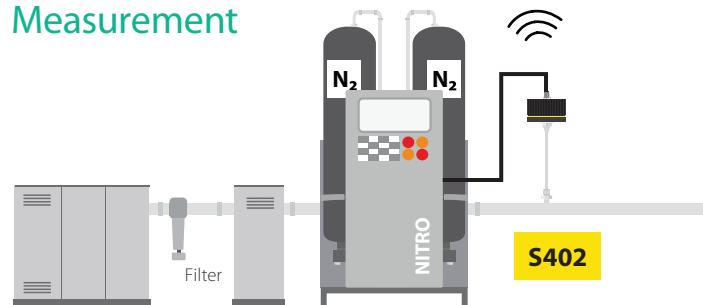 Measurement
N₂
N₂
NITRO
Filter
S402